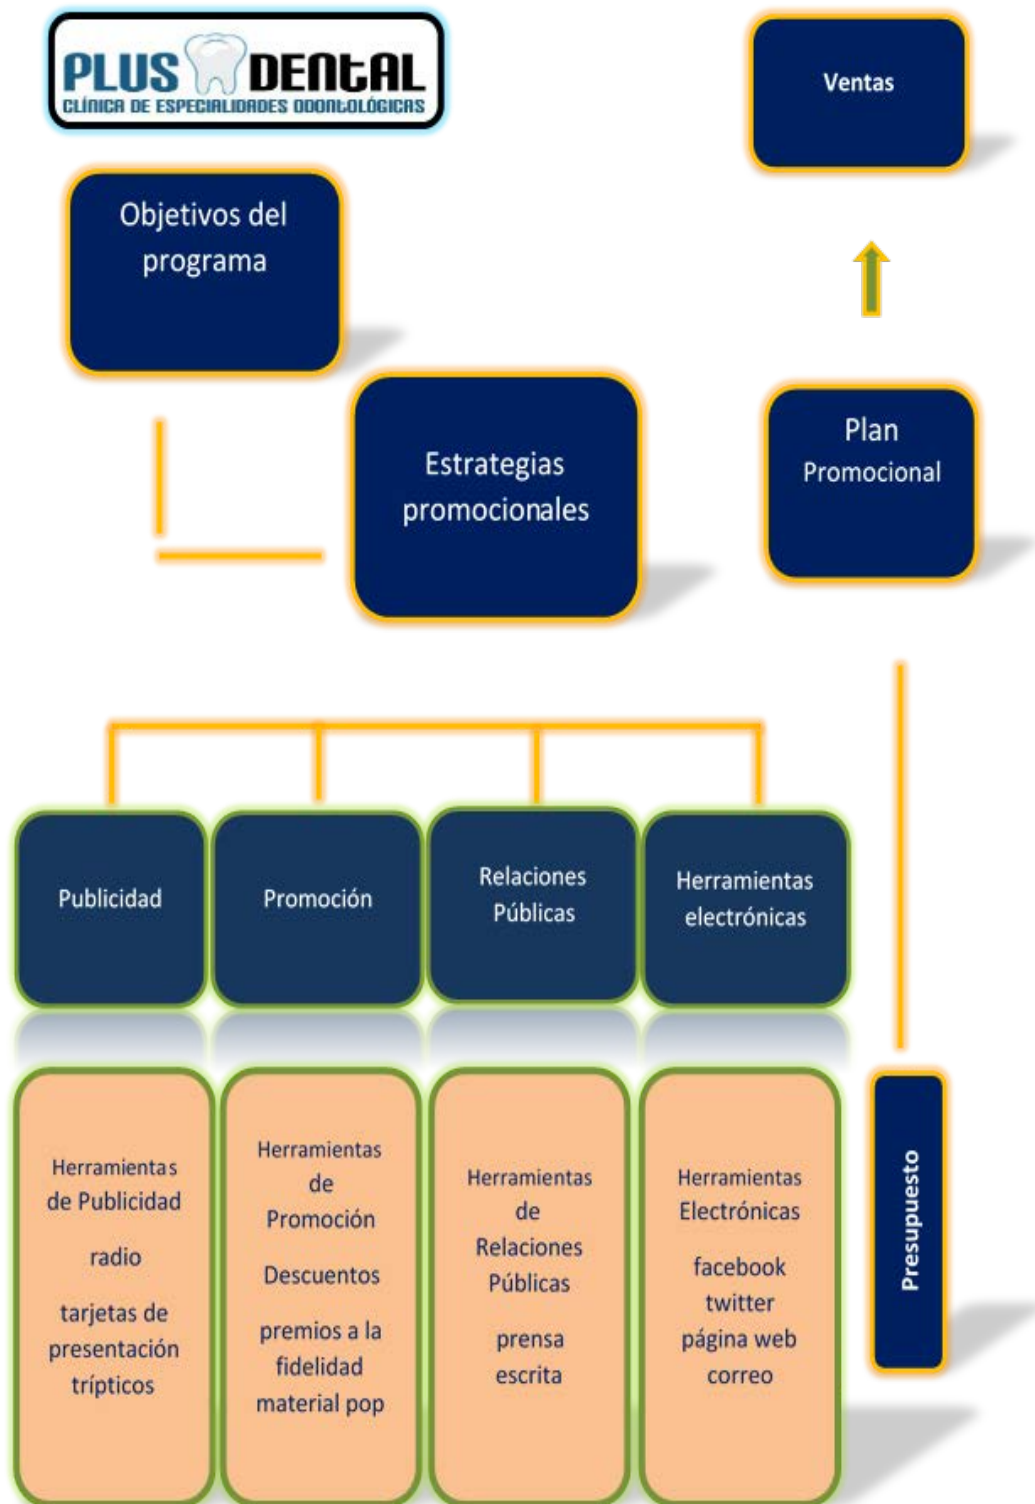 PLUS DENTAL
CLÍNICA DE ESPECIALIDADES ODONTOLÓGICAS
Ventas
Objetivos del
programa
Estrategias
promocionales
Plan
Promocional
Publicidad
Promoción
Relaciones
Públicas
Herramientas
electrónicas
Herramientas
de Publicidad
radio
tarjetas de
presentación
trípticos
Herramientas
de
Promoción
Descuentos
premios a la
fidelidad
material pop
Herramientas
de
Relaciones
Públicas
prensa
escrita
Herramientas
Electrónicas
facebook
twitter
página web
correo
Presupuesto